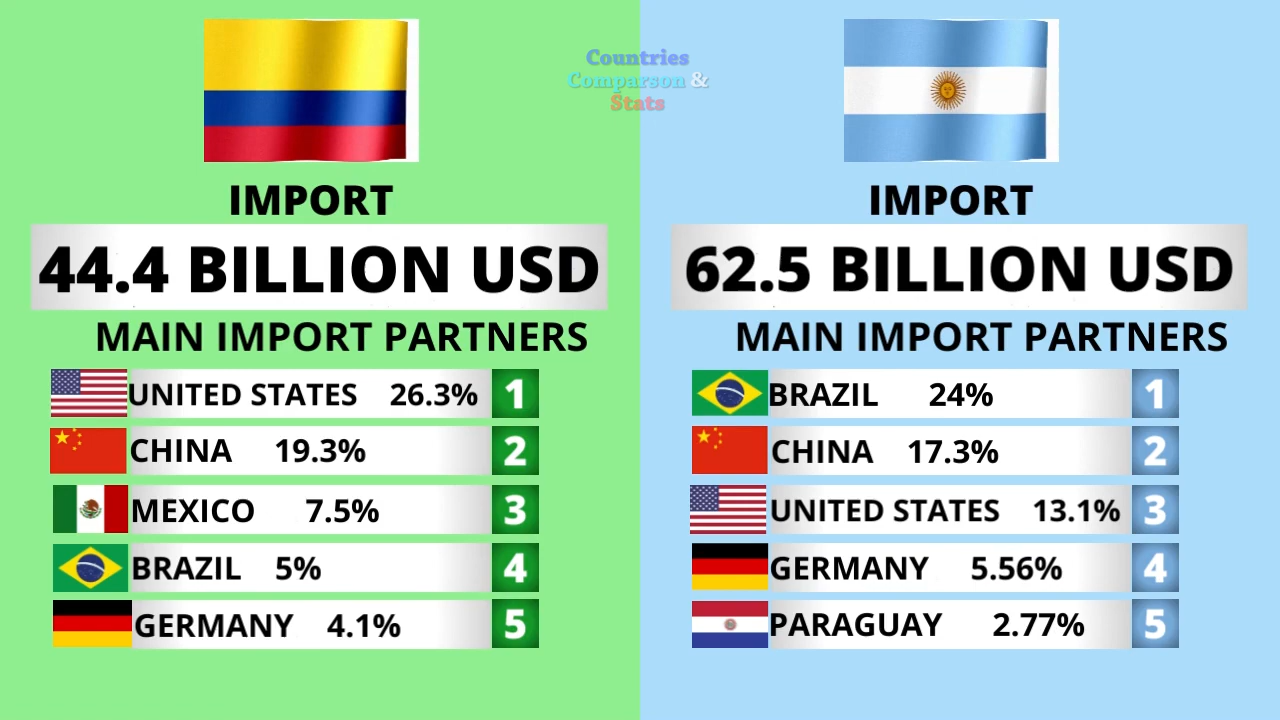 Countries
Comparson &
Stats
IMPORT
44.4 BILLION USD
MAIN IMPORT PARTNERS
UNITED STATES 26.3% 1
CHINA 19.3% 2
MEXICO 7.5% 3
BRAZIL 5% 4
GERMANY 4.1% 5
IMPORT
62.5 BILLION USD
MAIN IMPORT PARTNERS
BRAZIL 24% 1
CHINA 17.3% 2
UNITED STATES 13.1% 3
GERMANY 5.56% 4
PARAGUAY 2.77% 5